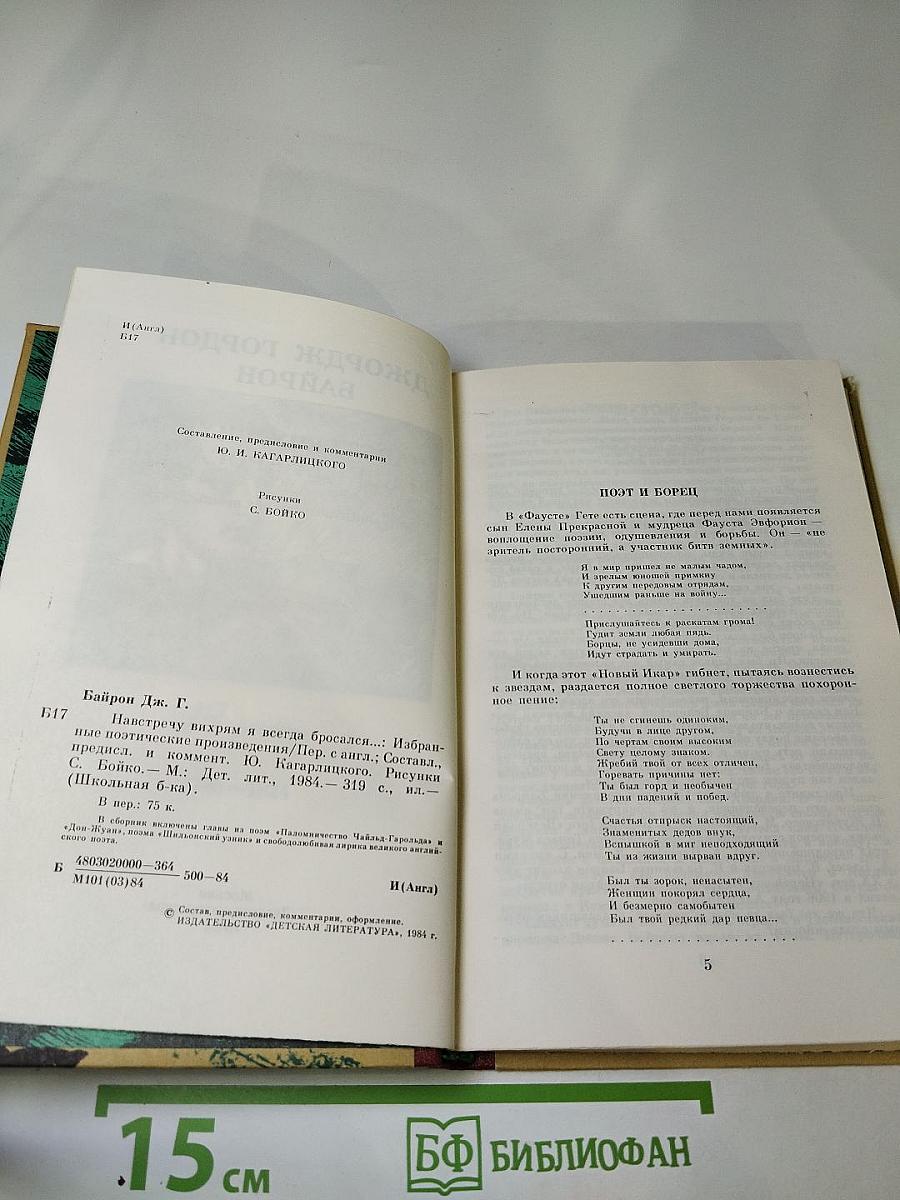 И(Англ)
Б17
Составление, предисловие и комментарии
Ю. И. КАГАРЛИЦКОГО
Рисунки
С. БОЙКО
Байрон Дж. Г.
Б17 Навстречу вихрям я всегда бросался...: Избран-
ные поэтические произведения/Пер. с англ.; Составл.,
предисл. и коммент. Ю. Кагарлицкого. Рисунки
С. Бойко.— М.: Дет. лит., 1984.— 319 с., ил.—
(Школьная б-ка).
В пер.: 75 к.
В сборник включены главы из поэм «Паломничество Чайльд-Гарольда» и
«Дон-Жуан», поэма «Шильонский узник» и свободолюбивая лирика великого англий-
ского поэта.
Б 4803020000—364 500—84
М101(03)84
И(Англ)
© Состав, предисловие, комментарии, оформление.
ИЗДАТЕЛЬСТВО «ДЕТСКАЯ ЛИТЕРАТУРА», 1984 г.
ПОЭТ И БОРЕЦ
В «Фаусте» Гете есть сцена, где перед нами появляется
сын Елены Прекрасной и мудреца Фауста Эвфорион —
воплощение поэзии, одушевления и борьбы. Он — «не
зритель посторонний, а участник битв земных».
Я в мир пришел не малым чадом,
И зрелым юношей примкну
К другим передовым отрядам,
Ушедшим раньше на войну...
. . . . . . . . . . . . . . . . . . . . . . .
Прислушайтесь к раскатам грома!
Гудит земли любая пядь.
Борцы, не усидевши дома,
Идут страдать и умирать.
И когда этот «Новый Икар» гибнет, пытаясь вознестись
к звездам, раздается полное светлого торжества похорон-
ное пение:
Ты не сгинешь одиноким,
Будучи в лице другом,
По чертам своим высоким
Свету целому знаком.
Жребий твой от всех отличен,
Горевать причины нет:
Ты был горд и необычен
В дни падений и побед.
Счастья отпрыск настоящий,
Знаменитых дедов внук,
Вспышкой в миг неподходящий
Ты из жизни вырван вдруг.
Был ты зорок, ненасытен,
Женщин покорял сердца,
И безмерно самобытен
Был твой редкий дар певца...
. . . . . . . . . . . . . . . . . . . . . . .
5
15 см
БФ БИБЛИОФАН